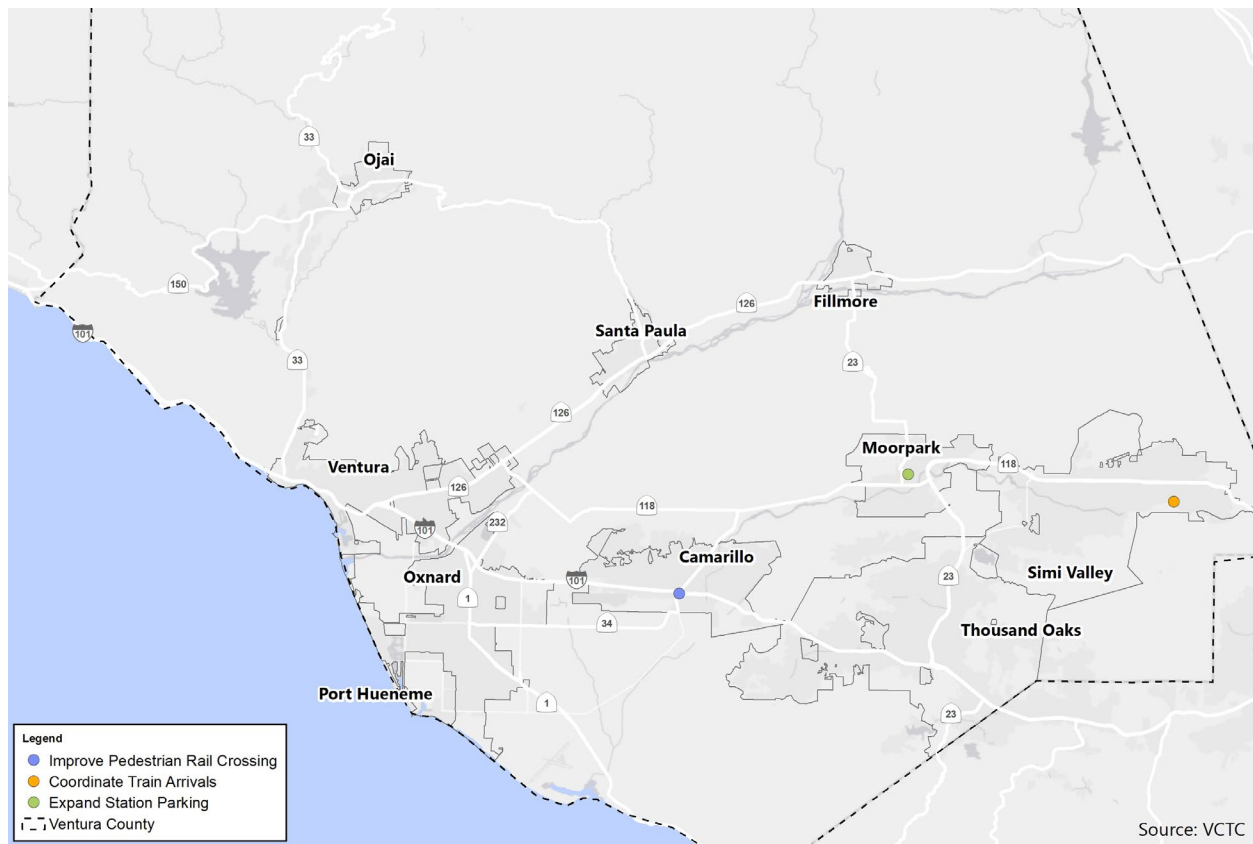 33
Ojai
150
126
Fillmore
101
Santa Paula
33
23
126
Moorpark
Ventura
118
126
118
232
101
Camarillo
Oxnard
101
23
Simi Valley
1
34
Thousand Oaks
Port Hueneme
1
23
Legend
Improve Pedestrian Rail Crossing
Coordinate Train Arrivals
Expand Station Parking
Ventura County
Source: VCTC